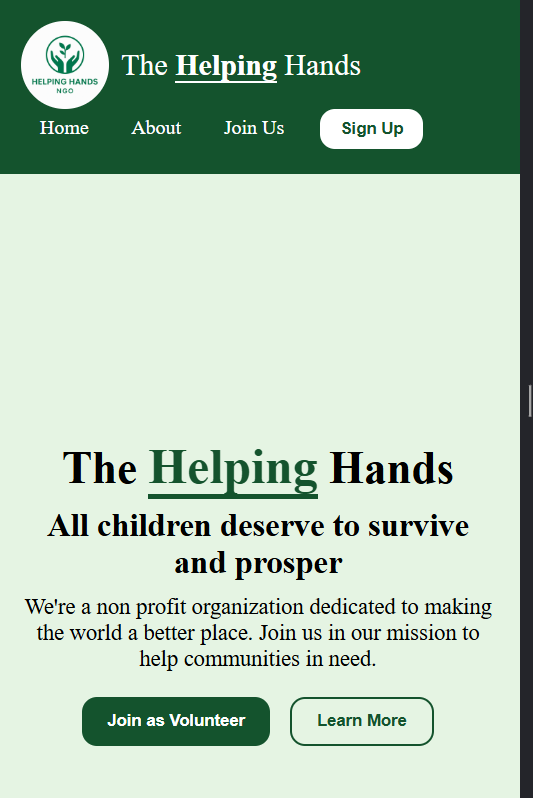 HELPING HANDS
NGO
The Helping Hands
Home About Join Us Sign Up
The Helping Hands
All children deserve to survive
and prosper
We're a non profit organization dedicated to making
the world a better place. Join us in our mission to
help communities in need.
Join as Volunteer Learn More